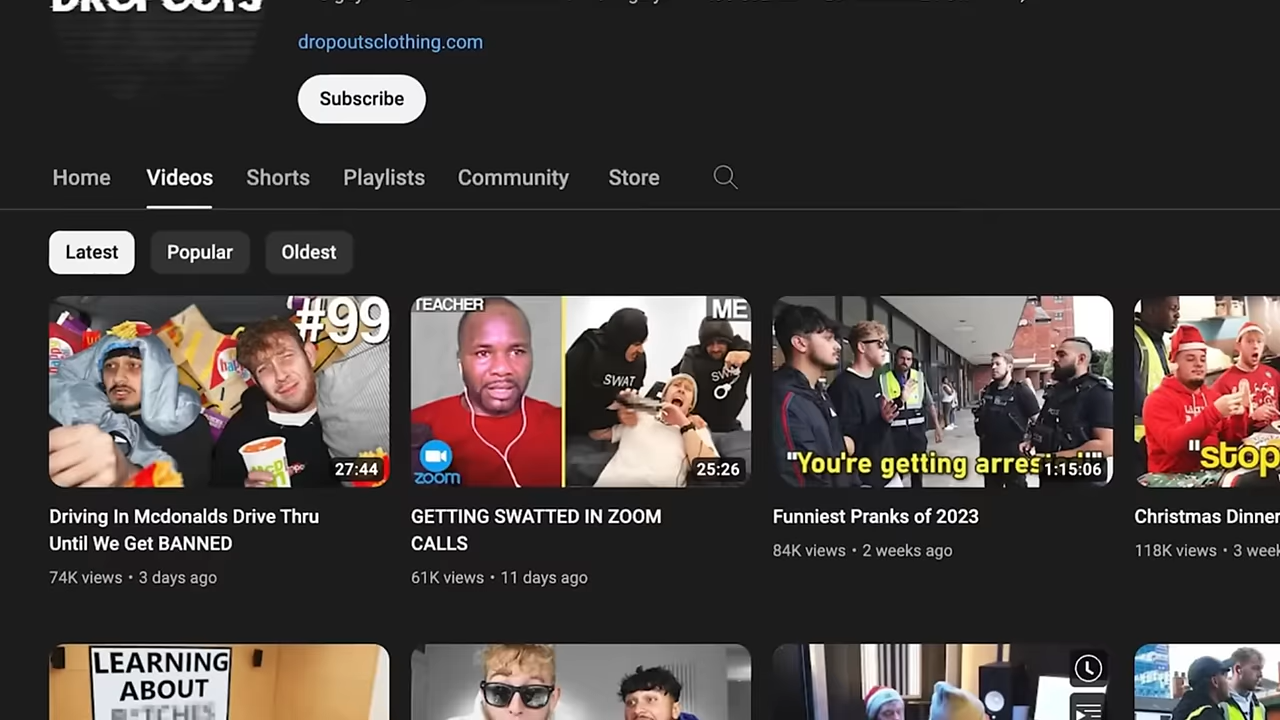 DROPOUTS
dropoutsclothing.com
Subscribe
Home Videos Shorts Playlists Community Store
Latest Popular Oldest
#99
27:44
TEACHER
ME
SWAT
zoom
25:26
"You're getting
1:15:06
"stop
Driving In Mcdonalds Drive Thru
Until We Get BANNED
74K views • 3 days ago
GETTING SWATTED IN ZOOM
CALLS
61K views • 11 days ago
Funniest Pranks of 2023
84K views • 2 weeks ago
Christmas Dinner
118K views • 3
LEARNING
ABOUT